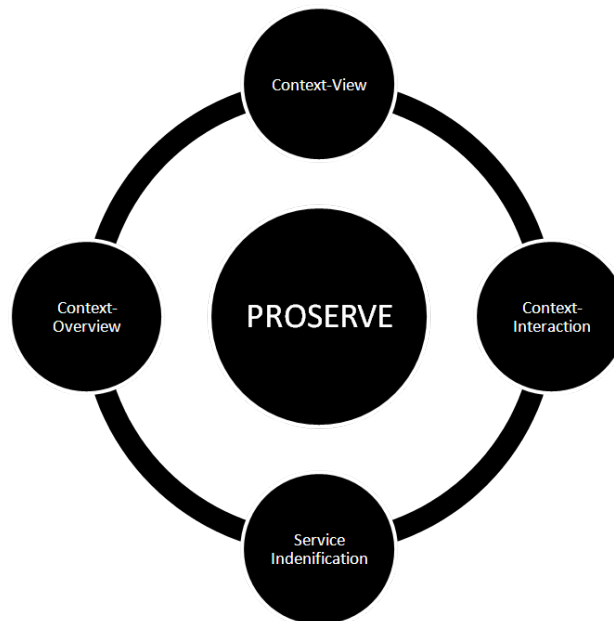 Context-View
Context-
Overview
PROSERVE
Context-
Interaction
Service
Indenification